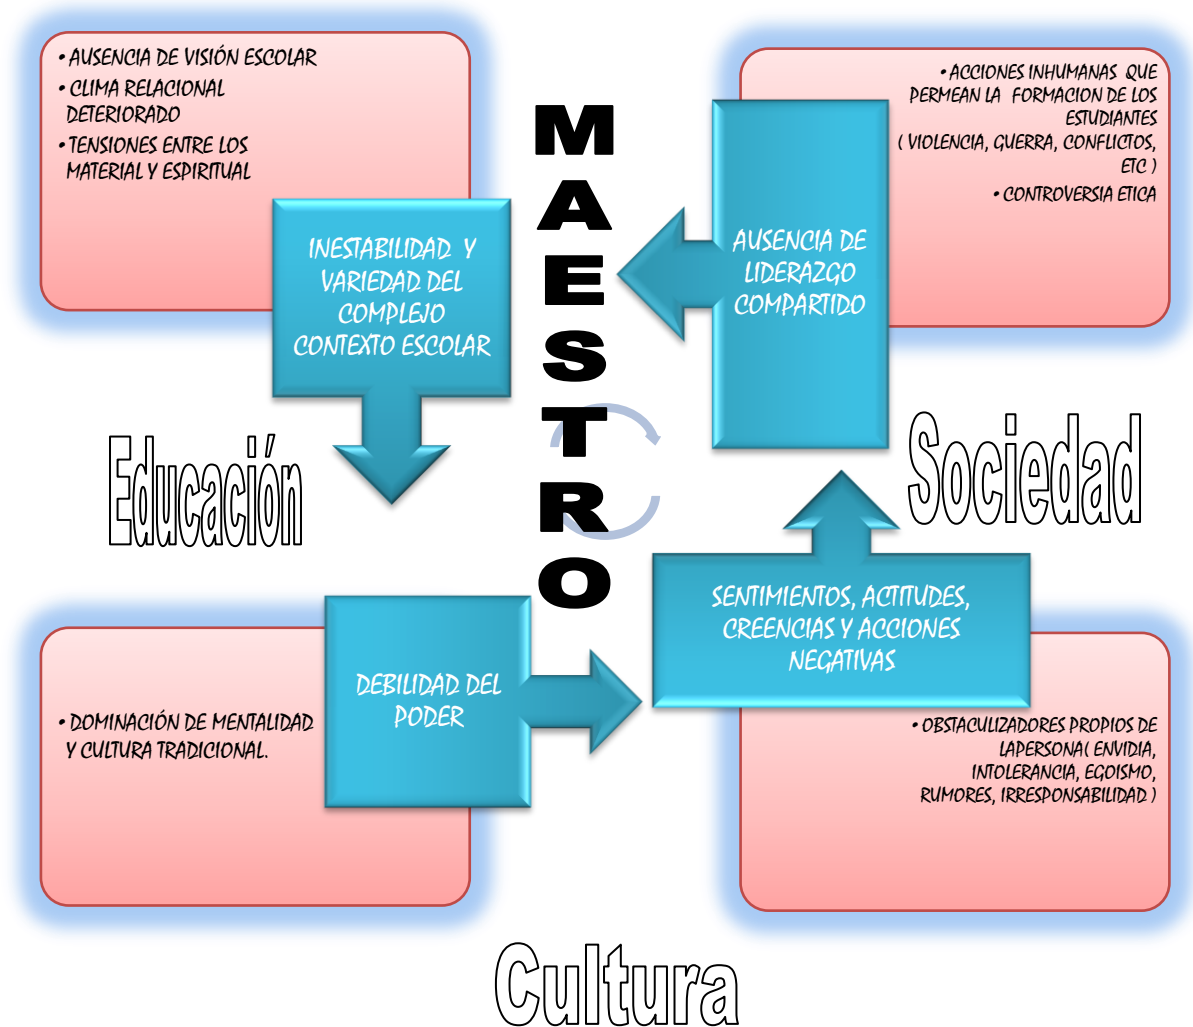 • AUSENCIA DE VISIÓN ESCOLAR
• CLIMA RELACIONAL
DETERIORADO
• TENSIONES ENTRE LOS
MATERIAL Y ESPIRITUAL
INESTABILIDAD Y
VARIEDAD DEL
COMPLEJO
CONTEXTO ESCOLAR
MAESTRO
• ACCIONES INHUMANAS QUE
PERMEAN LA FORMACION DE LOS
ESTUDIANTES
( VIOLENCIA, GUERRA, CONFLICTOS,
ETC )
• CONTROVERSIA ETICA
AUSENCIA DE
LIDERAZGO
COMPARTIDO
Educación
Sociedad
• DOMINACIÓN DE MENTALIDAD
Y CULTURA TRADICIONAL.
DEBILIDAD DEL
PODER
SENTIMIENTOS, ACTITUDES,
CREENCIAS Y ACCIONES
NEGATIVAS
• OBSTACULIZADORES PROPIOS DE
LAPERSONA( ENVIDIA,
INTOLERANCIA, EGOISMO,
RUMORES, IRRESPONSABILIDAD )
Cultura